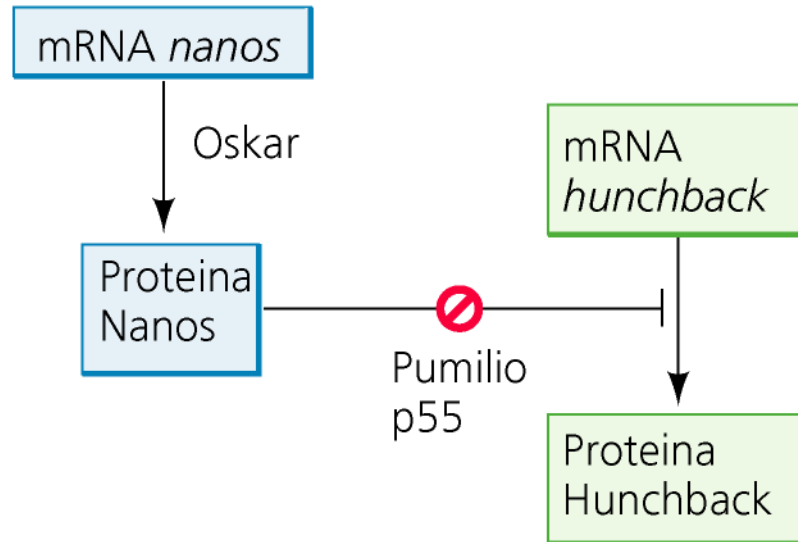 mRNA nanos
Oskar
Proteina
Nanos
Pumilio
p55
mRNA
hunchback
Proteina
Hunchback